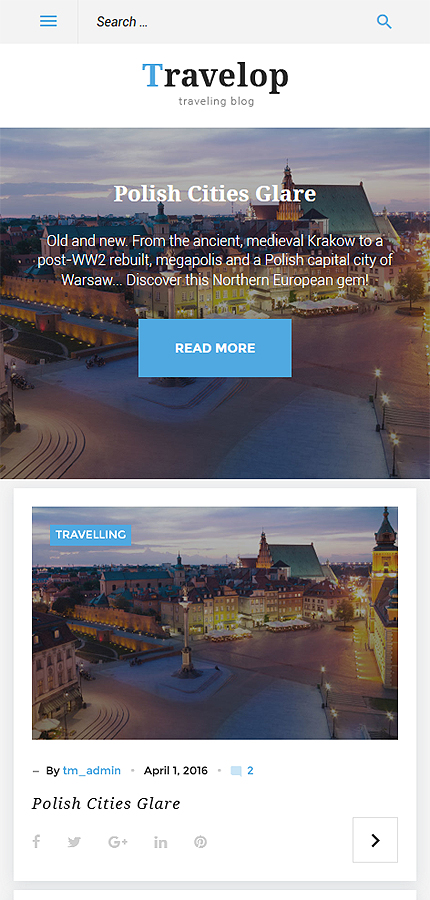 Search ...
Travelop
traveling blog
Polish Cities Glare
Old and new. From the ancient, medieval Krakow to a
post-WW2 rebuilt, megapolis and a Polish capital city of
Warsaw... Discover this Northern European gem!
READ MORE
TRAVELLING
– By tm_admin • April 1, 2016 • 2
Polish Cities Glare